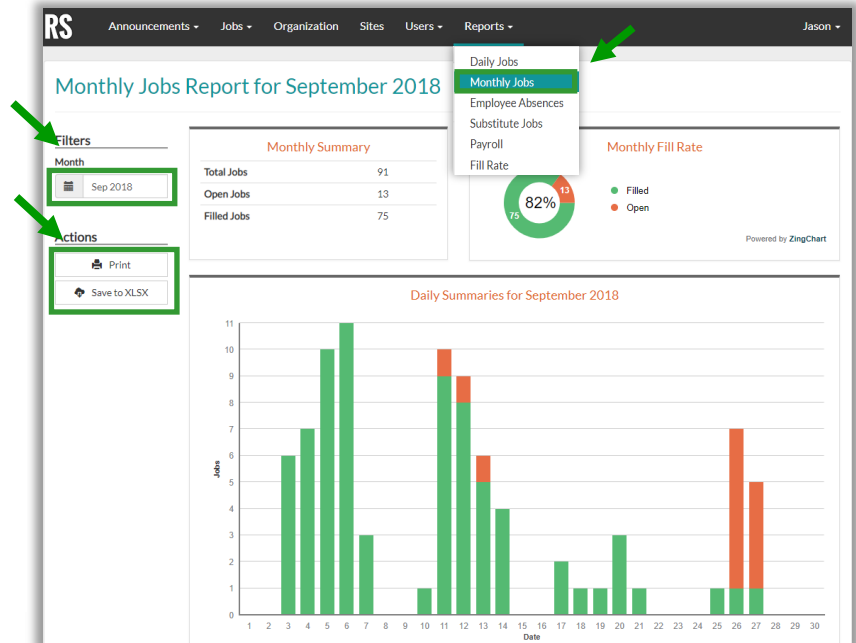 RS Announcements Jobs Organization Sites Users Reports Jason
Daily Jobs
Monthly Jobs
Employee Absences
Substitute Jobs
Payroll
Fill Rate
Monthly Jobs Report for September 2018
Filters
Month
Sep 2018
Actions
Print
Save to XLSX
Monthly Summary
Total Jobs 91
Open Jobs 13
Filled Jobs 75
Monthly Fill Rate
13
82%
75
Filled
Open
Powered by ZingChart
Daily Summaries for September 2018
11
10
9
8
7
6
5
4
3
2
1
0
Jobs
1 2 3 4 5 6 7 8 9 10 11 12 13 14 15 16 17 18 19 20 21 22 23 24 25 26 27 28 29 30
Date